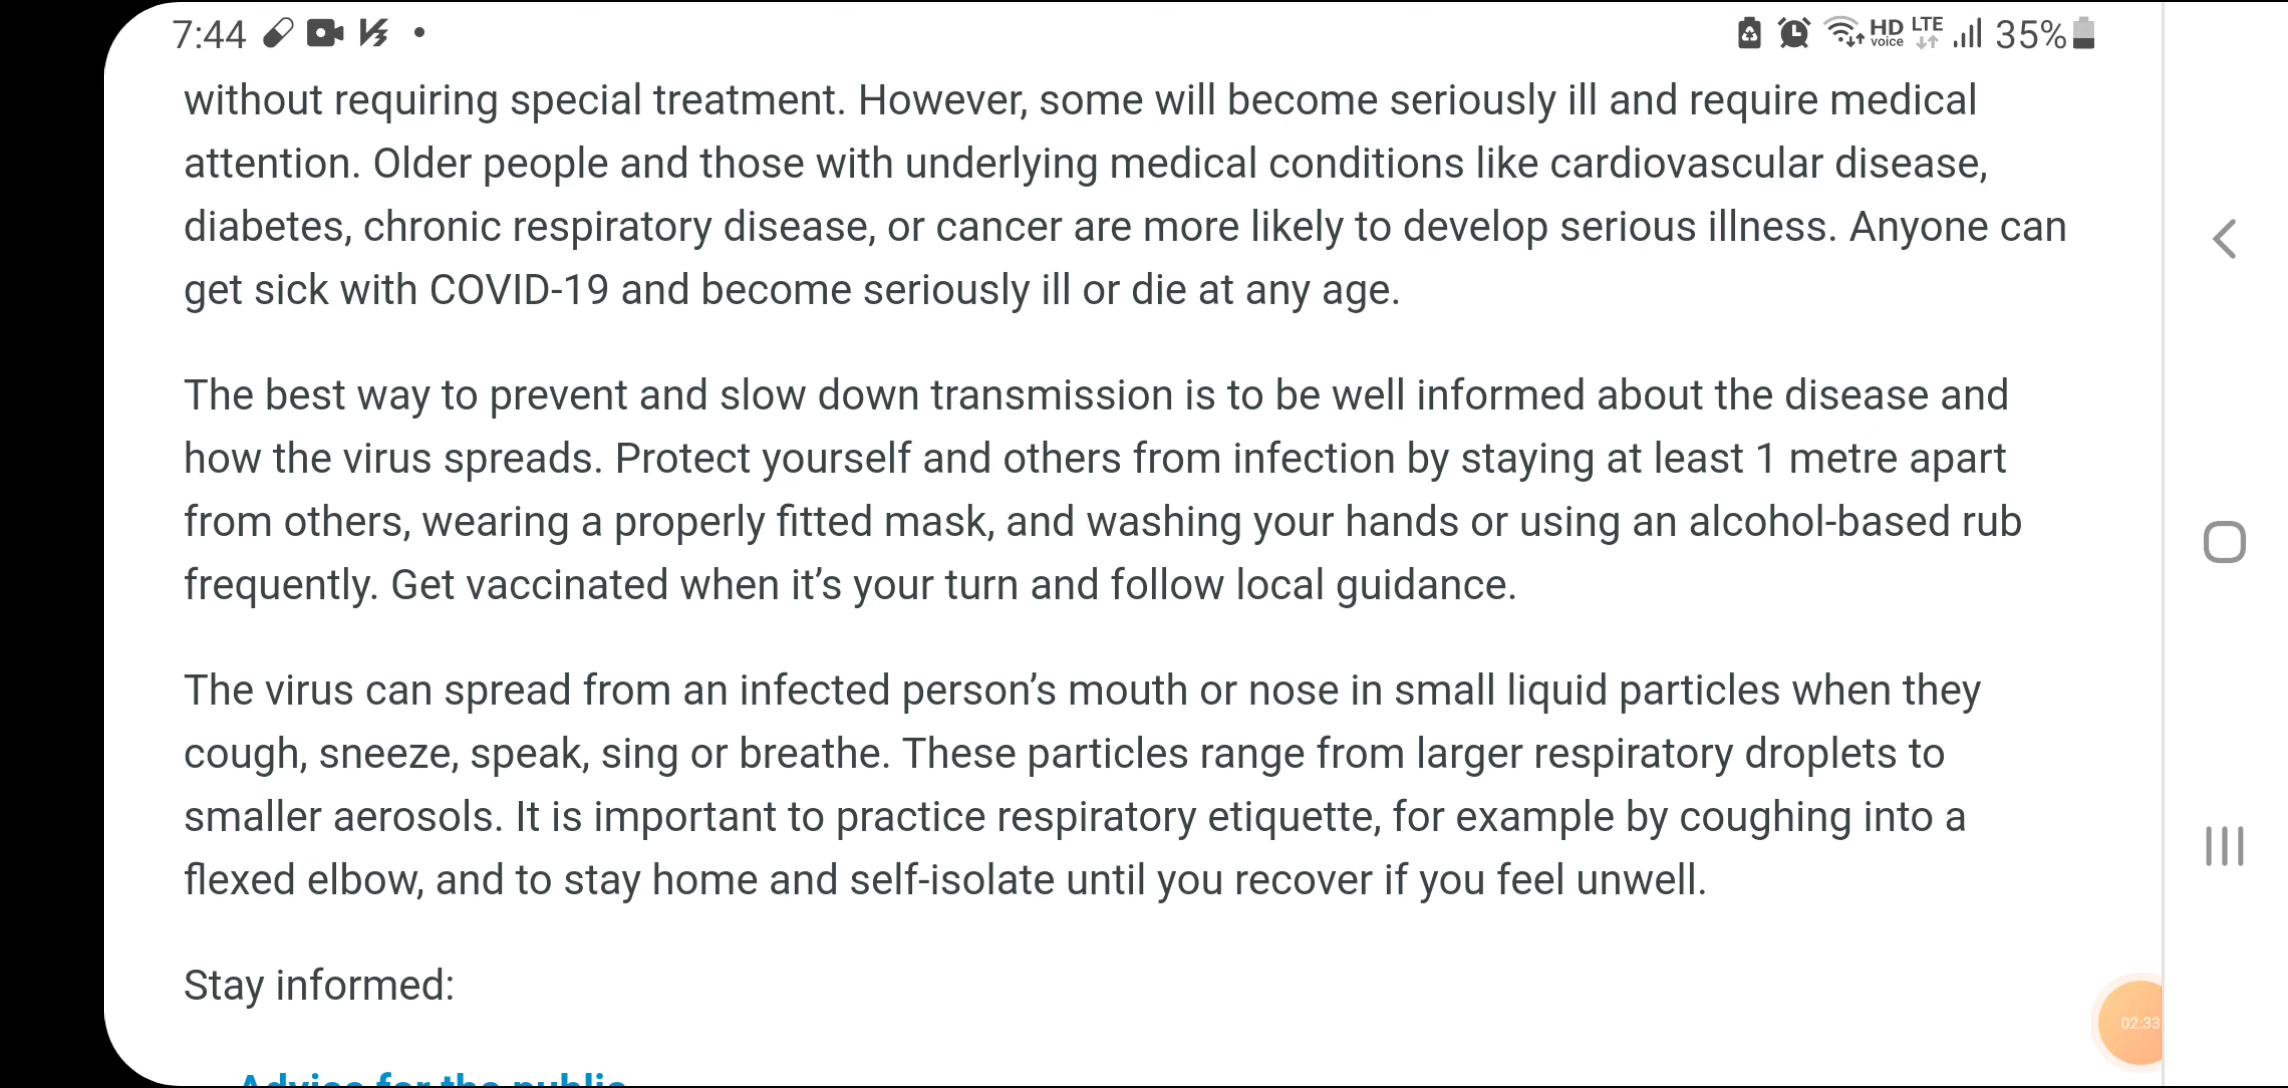 7:44
HD voice LTE 35%
without requiring special treatment. However, some will become seriously ill and require medical
attention. Older people and those with underlying medical conditions like cardiovascular disease,
diabetes, chronic respiratory disease, or cancer are more likely to develop serious illness. Anyone can
get sick with COVID-19 and become seriously ill or die at any age.
The best way to prevent and slow down transmission is to be well informed about the disease and
how the virus spreads. Protect yourself and others from infection by staying at least 1 metre apart
from others, wearing a properly fitted mask, and washing your hands or using an alcohol-based rub
frequently. Get vaccinated when it’s your turn and follow local guidance.
The virus can spread from an infected person’s mouth or nose in small liquid particles when they
cough, sneeze, speak, sing or breathe. These particles range from larger respiratory droplets to
smaller aerosols. It is important to practice respiratory etiquette, for example by coughing into a
flexed elbow, and to stay home and self-isolate until you recover if you feel unwell.
Stay informed:
02:33
Advice for the public